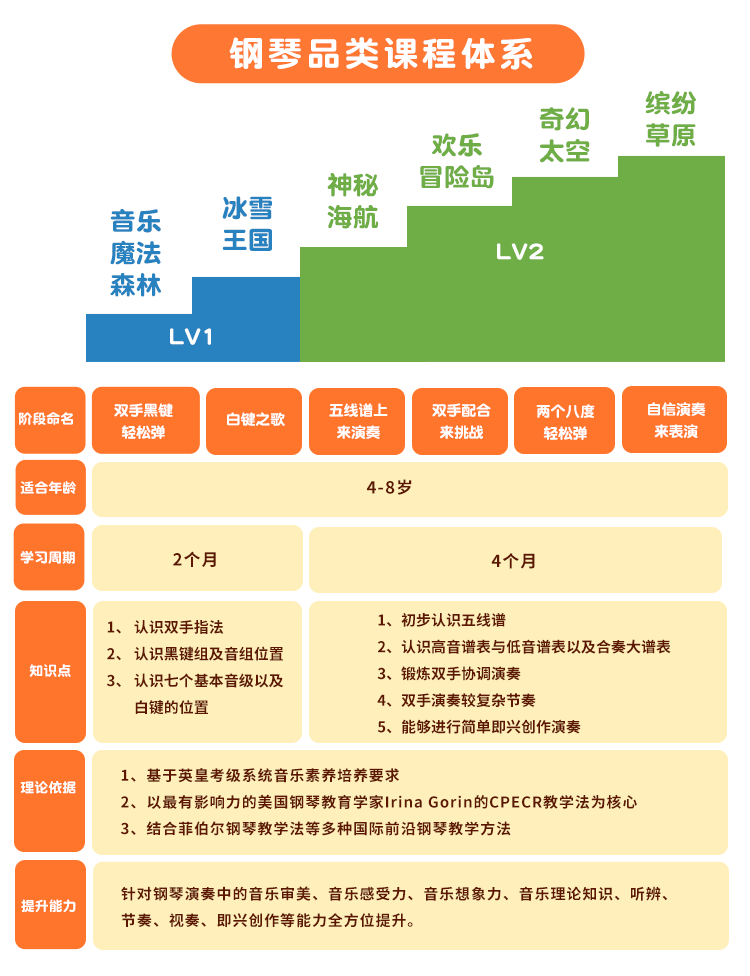 钢琴品类课程体系
缤纷
草原
奇幻
太空
欢乐
冒险岛
神秘
海航
冰雪
王国
音乐
魔法
森林
LV2
LV1
阶段命名
双手黑键
轻松弹
白键之歌
五线谱上
来演奏
双手配合
来挑战
两个八度
轻松弹
自信演奏
来表演
适合年龄
4-8岁
学习周期
2个月
4个月
知识点
1、 认识双手指法
2、 认识黑键组及音组位置
3、 认识七个基本音级以及
白键的位置
1、初步认识五线谱
2、认识高音谱表与低音谱表以及合奏大谱表
3、锻炼双手协调演奏
4、双手演奏较复杂节奏
5、能够进行简单即兴创作演奏
理论依据
1、基于英皇考级系统音乐素养培养要求
2、以最有影响力的美国钢琴教育学家Irina Gorin的CPECR教学法为核心
3、结合菲伯尔钢琴教学法等多种国际前沿钢琴教学方法
提升能力
针对钢琴演奏中的音乐审美、音乐感受力、音乐想象力、音乐理论知识、听辨、
节奏、视奏、即兴创作等能力全方位提升。